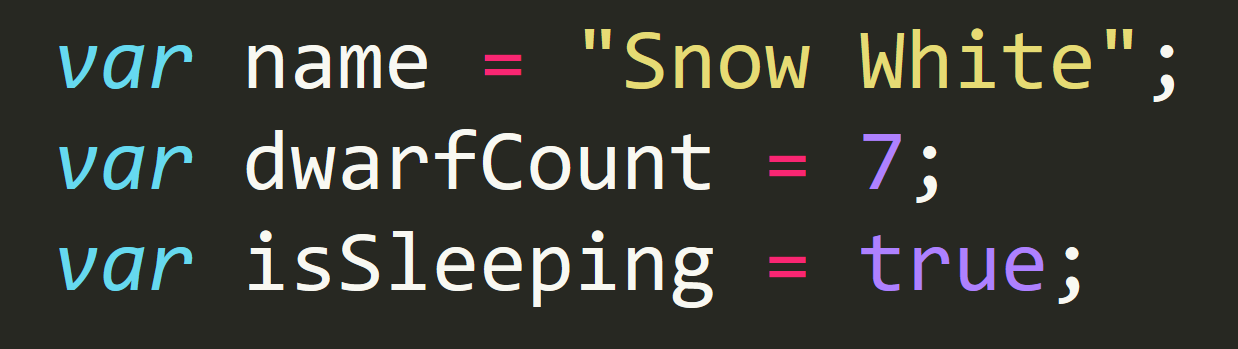 var name = "Snow White";
var dwarfCount = 7;
var isSleeping = true;